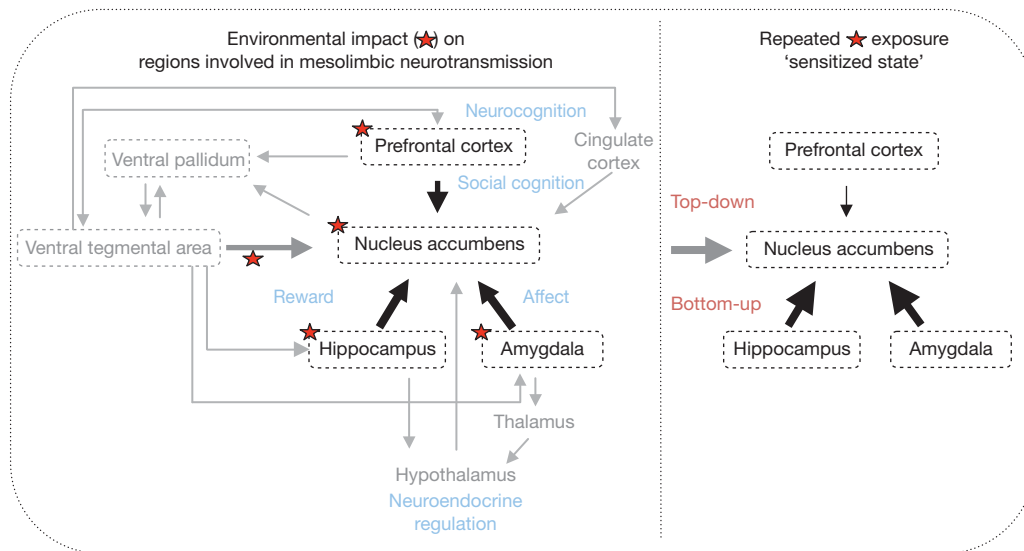 Environmental impact (★) on
regions involved in mesolimbic neurotransmission
Neurocognition
Prefrontal cortex
Cingulate
cortex
Ventral pallidum
Social cognition
Ventral tegmental area
Nucleus accumbens
Reward
Affect
Hippocampus
Amygdala
Thalamus
Hypothalamus
Neuroendocrine
regulation
Repeated ★ exposure
‘sensitized state’
Prefrontal cortex
Top-down
Nucleus accumbens
Bottom-up
Hippocampus
Amygdala